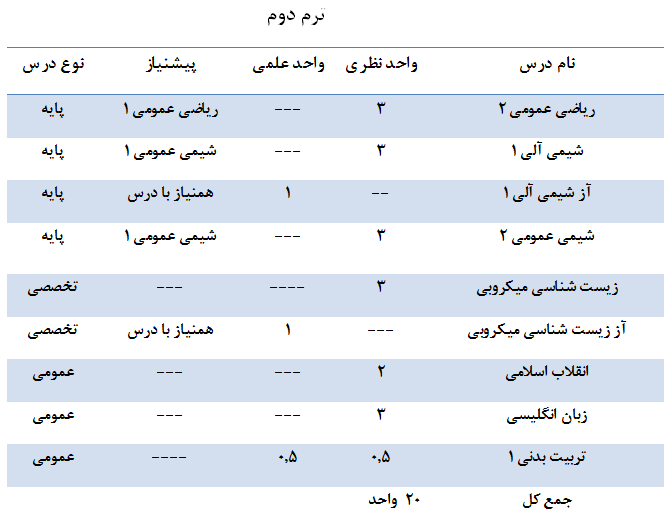 ترم دوم
نام درس واحد نظری واحد علمی پیشنیاز نوع درس
ریاضی عمومی ۲ ۳ --- ریاضی عمومی ۱ پایه
شیمی آلی ۱ ۳ --- شیمی عمومی ۱ پایه
آز شیمی آلی ۱ -- ۱ همنیاز با درس پایه
شیمی عمومی ۲ ۳ --- شیمی عمومی ۱ پایه
زیست شناسی میکروبی ۳ ---- --- تخصصی
آز زیست شناسی میکروبی --- ۱ همنیاز با درس تخصصی
انقلاب اسلامی ۲ --- --- عمومی
زبان انگلیسی ۳ --- --- عمومی
تربیت بدنی ۱ ۰,۵ ۰,۵ ---- عمومی
جمع کل ۲۰ واحد